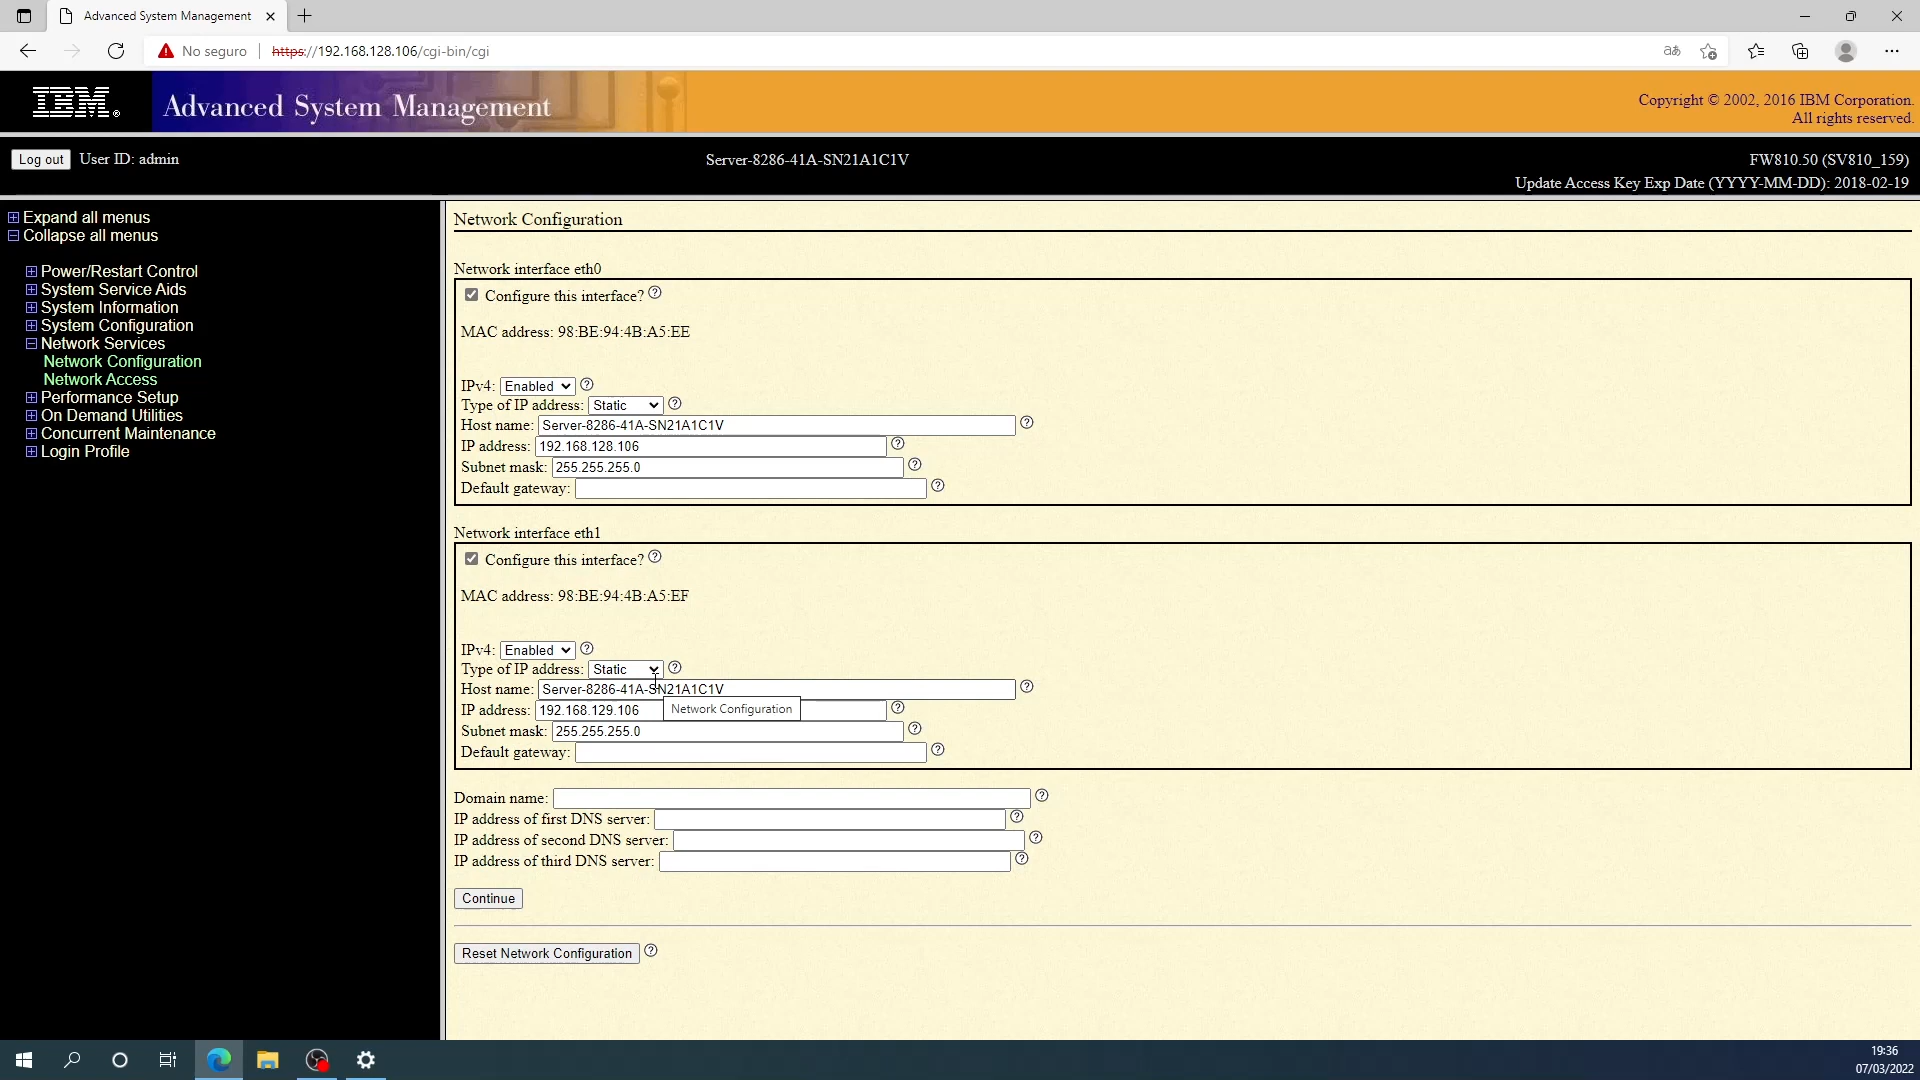 Advanced System Management
No seguro
https://192.168.128.106/cgi-bin/cgi
aあ
IBM®
Advanced System Management
Copyright © 2002, 2016 IBM Corporation.
All rights reserved.
Log out
User ID: admin
Server-8286-41A-SN21A1C1V
FW810.50 (SV810_159)
Update Access Key Exp Date (YYYY-MM-DD): 2018-02-19
Expand all menus
Collapse all menus
Power/Restart Control
System Service Aids
System Information
System Configuration
Network Services
Network Configuration
Network Access
Performance Setup
On Demand Utilities
Concurrent Maintenance
Login Profile
Network Configuration
Network interface eth0
Configure this interface? ?
MAC address: 98:BE:94:4B:A5:EE
IPv4: Enabled ?
Type of IP address: Static ?
Host name: Server-8286-41A-SN21A1C1V ?
IP address: 192.168.128.106 ?
Subnet mask: 255.255.255.0 ?
Default gateway: ?
Network interface eth1
Configure this interface? ?
MAC address: 98:BE:94:4B:A5:EF
IPv4: Enabled ?
Type of IP address: Static ?
Host name: Server-8286-41A-SN21A1C1V ?
IP address: 192.168.129.106 ?
Network Configuration
Subnet mask: 255.255.255.0 ?
Default gateway: ?
Domain name: ?
IP address of first DNS server: ?
IP address of second DNS server: ?
IP address of third DNS server: ?
Continue
Reset Network Configuration ?
19:36
07/03/2022